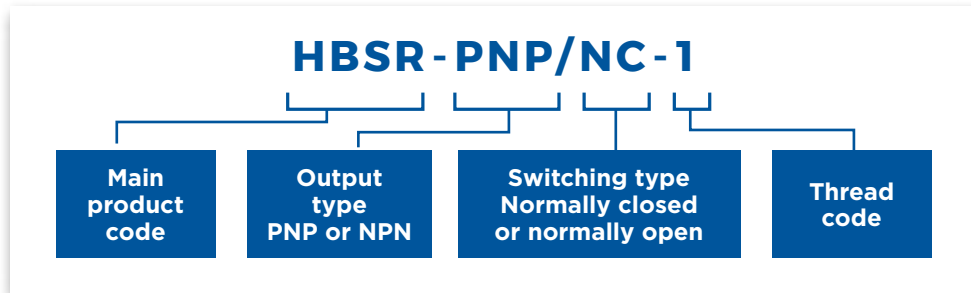 HBSR-PNP/NC-1
Main
product
code
Output
type
PNP or NPN
Switching type
Normally closed
or normally open
Thread
code